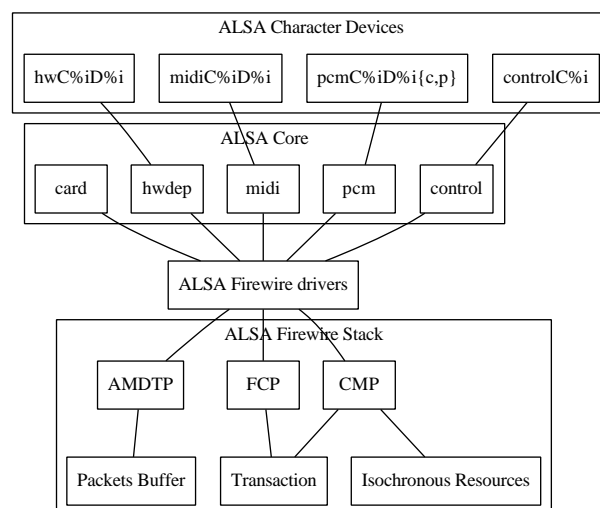 ALSA Character Devices
hwC%iD%i
midiC%iD%i
pcmC%iD%i{c,p}
controlC%i
ALSA Core
card
hwdep
midi
pcm
control
ALSA Firewire drivers
ALSA Firewire Stack
AMDTP
FCP
CMP
Packets Buffer
Transaction
Isochronous Resources